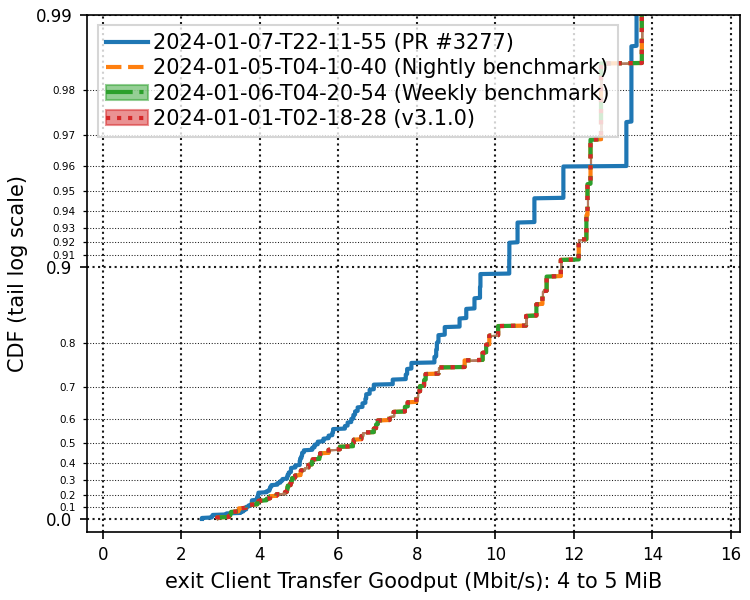 0.99
2024-01-07-T22-11-55 (PR #3277)
2024-01-05-T04-10-40 (Nightly benchmark)
2024-01-06-T04-20-54 (Weekly benchmark)
2024-01-01-T02-18-28 (v3.1.0)
0.98
0.97
0.96
0.95
0.94
0.93
0.92
0.91
0.9
0.8
0.7
0.6
0.5
0.4
0.3
0.2
0.1
0.0
CDF (tail log scale)
0 2 4 6 8 10 12 14 16
exit Client Transfer Goodput (Mbit/s): 4 to 5 MiB